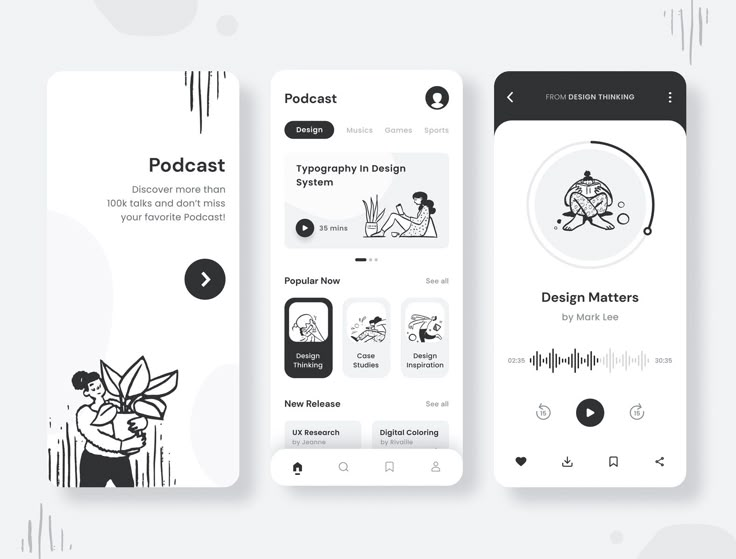 Podcast
Discover more than
100k talks and don't miss
your favorite Podcast!
Podcast
Design Musics Games Sports
Typography In Design
System
35 mins
Popular Now See all
Design
Thinking
Case
Studies
Design
Inspiration
New Release See all
UX Research
by Jeanne
Digital Coloring
by Rivaille
FROM DESIGN THINKING
Design Matters
by Mark Lee
02:35 30:35
15 15